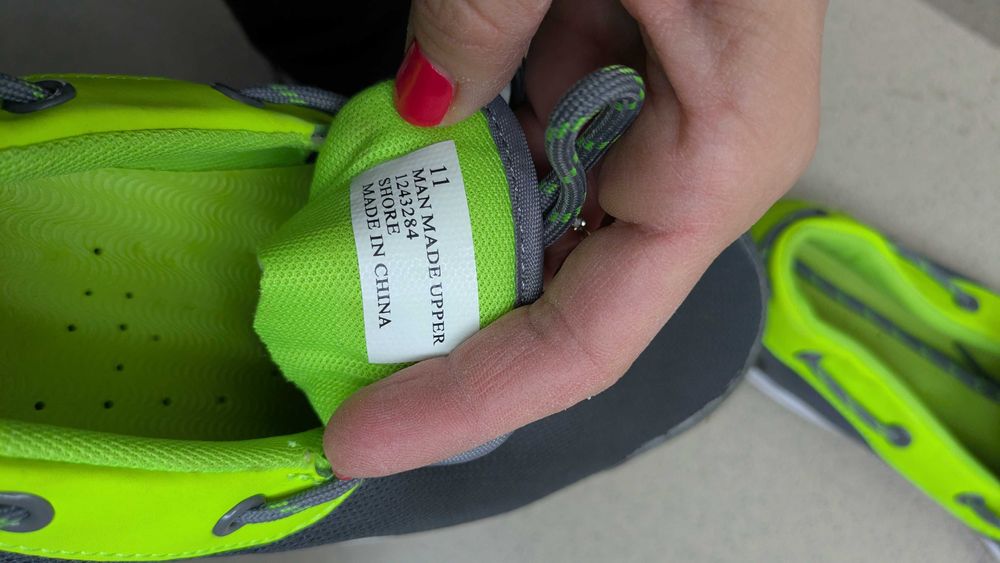 11
MAN MADE UPPER
1243284
SHORE
MADE IN CHINA